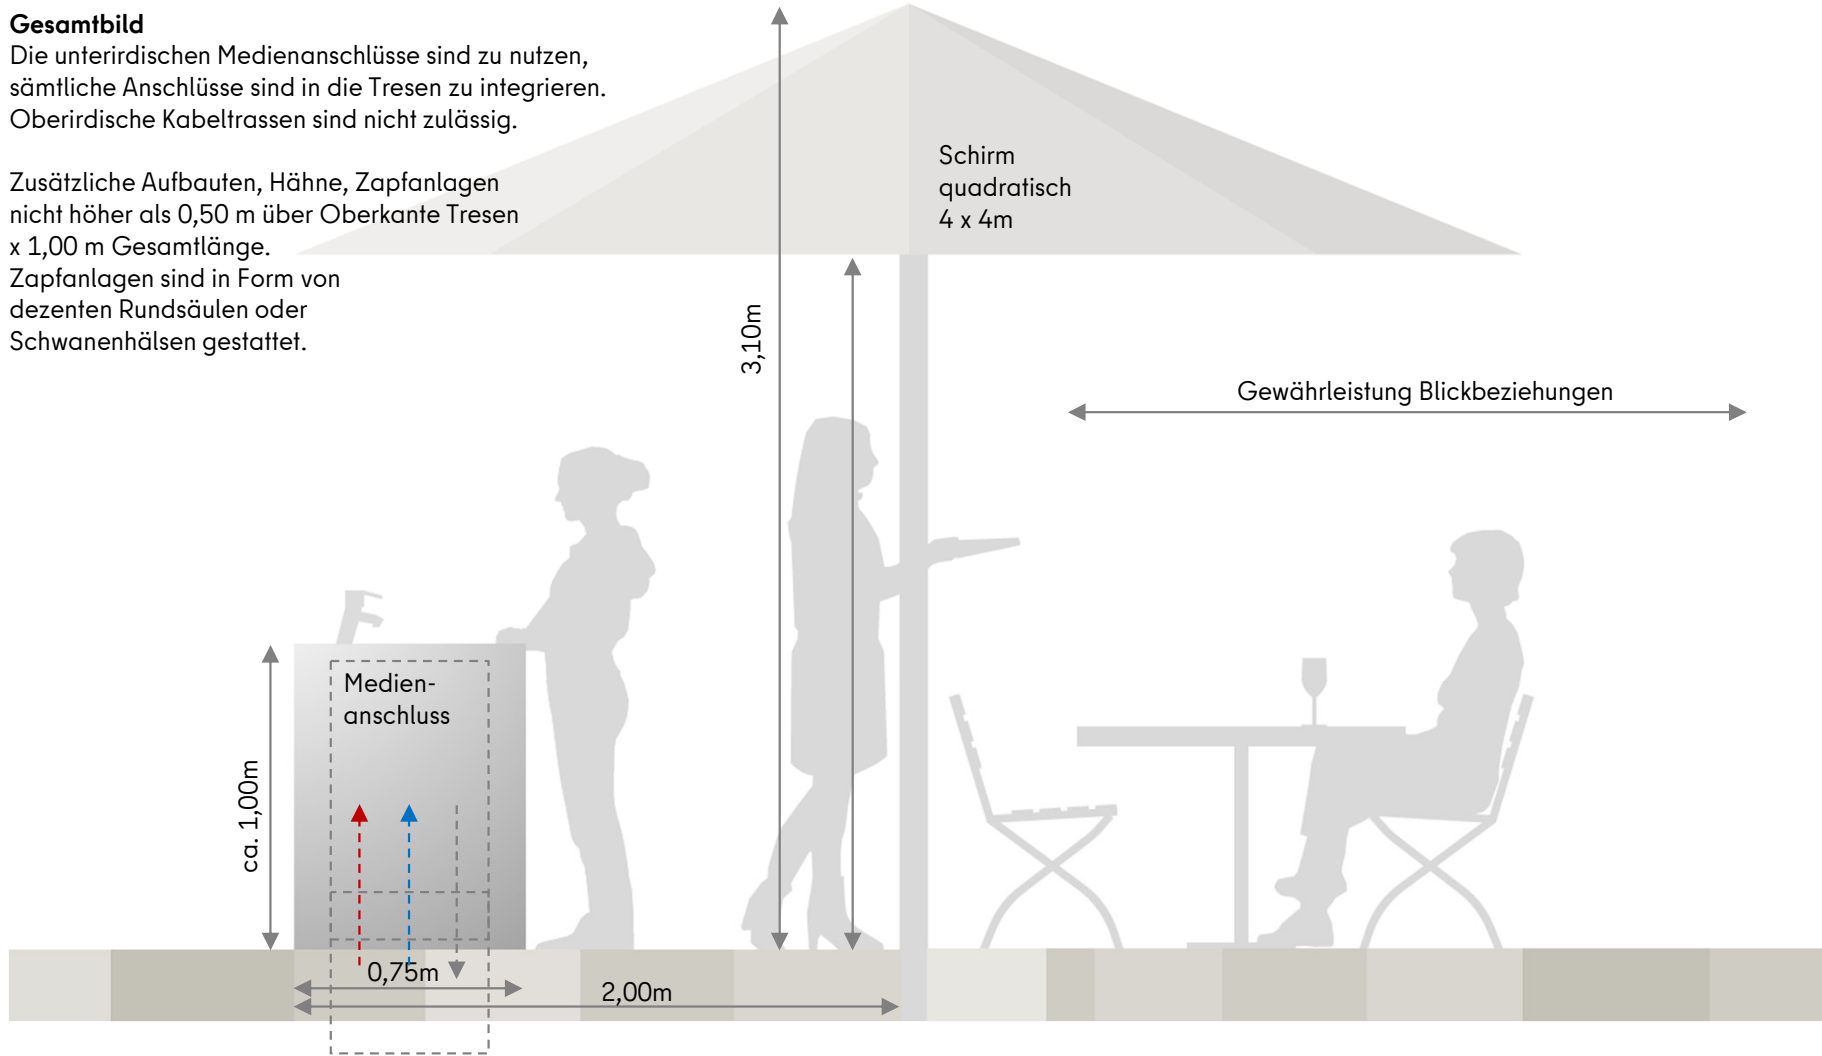 Gesamtbild
Die unterirdischen Medienanschlüsse sind zu nutzen,
sämtliche Anschlüsse sind in die Tresen zu integrieren.
Oberirdische Kabeltrassen sind nicht zulässig.
Zusätzliche Aufbauten, Hähne, Zapfanlagen
nicht höher als 0,50 m über Oberkante Tresen
x 1,00 m Gesamtlänge.
Zapfanlagen sind in Form von
dezenten Rundsäulen oder
Schwanenhälsen gestattet.
Schirm
quadratisch
4 x 4m
3,10m
Gewährleistung Blickbeziehungen
Medien-
anschluss
ca. 1,00m
0,75m
2,00m